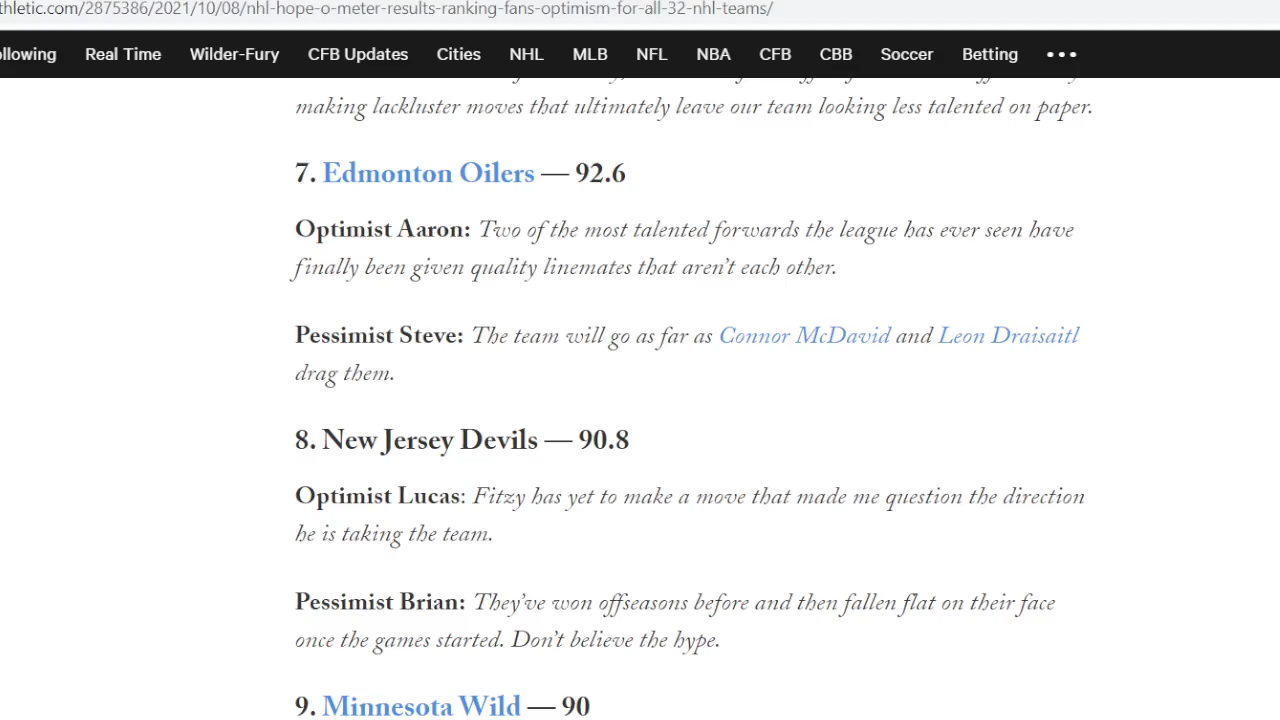 thletic.com/2875386/2021/10/08/nhl-hope-o-meter-results-ranking-fans-optimism-for-all-32-nhl-teams/
ollowing Real Time Wilder-Fury CFB Updates Cities NHL MLB NFL NBA CFB CBB Soccer Betting •••
making lackluster moves that ultimately leave our team looking less talented on paper.
7. Edmonton Oilers — 92.6
Optimist Aaron: Two of the most talented forwards the league has ever seen have
finally been given quality linemates that aren't each other.
Pessimist Steve: The team will go as far as Connor McDavid and Leon Draisaitl
drag them.
8. New Jersey Devils — 90.8
Optimist Lucas: Fitzy has yet to make a move that made me question the direction
he is taking the team.
Pessimist Brian: They've won offseasons before and then fallen flat on their face
once the games started. Don't believe the hype.
9. Minnesota Wild — 90